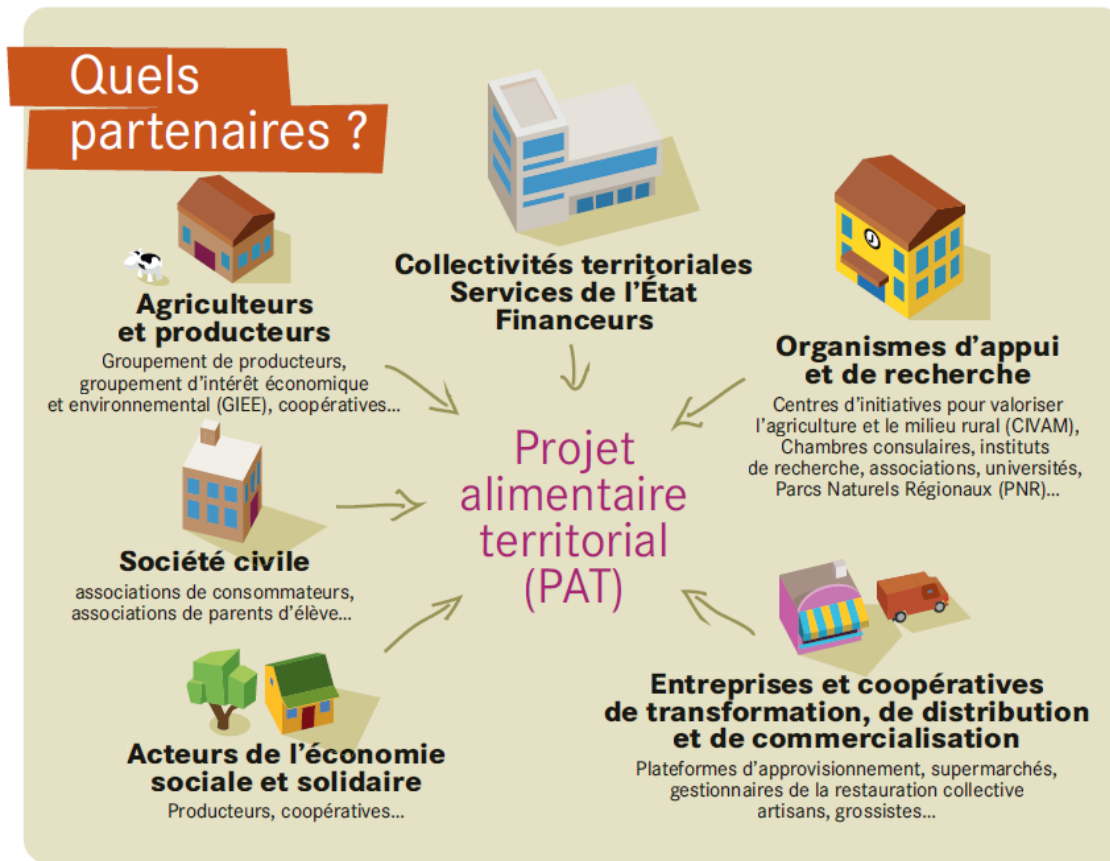 Quels
partenaires ?
Collectivités territoriales
Services de l'État
Financeurs
Agriculteurs
et producteurs
Groupement de producteurs,
groupement d'intérêt économique
et environnemental (GIEE), coopératives...
Organismes d'appui
et de recherche
Centres d'initiatives pour valoriser
l'agriculture et le milieu rural (CIVAM),
Chambres consulaires, instituts
de recherche, associations, universités,
Parcs Naturels Régionaux (PNR)...
Projet
alimentaire
territorial
(PAT)
Société civile
associations de consommateurs,
associations de parents d'élève...
Acteurs de l'économie
sociale et solidaire
Producteurs, coopératives...
Entreprises et coopératives
de transformation, de distribution
et de commercialisation
Plateformes d'approvisionnement, supermarchés,
gestionnaires de la restauration collective
artisans, grossistes...